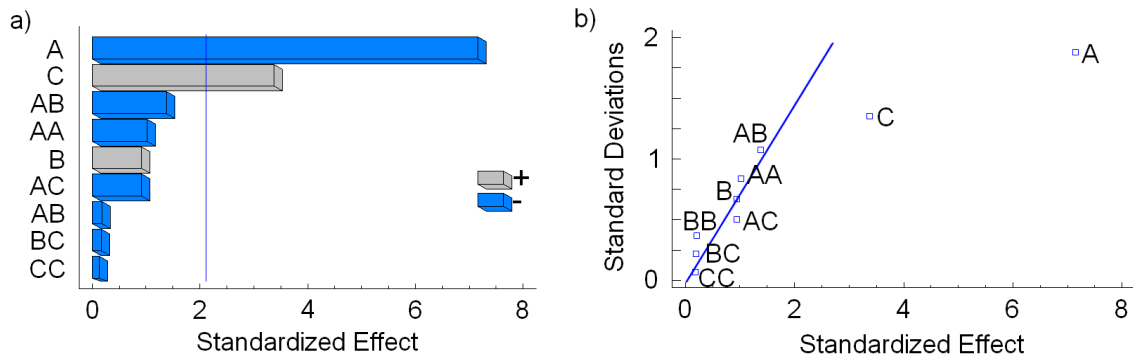 a)
A
C
AB
AA
B
AC
AB
BC
CC
+
-
0 2 4 6 8
Standardized Effect
b)
Standard Deviations
2
1
0
A
C
AB
AA
B
AC
BB
BC
CC
0 2 4 6 8
Standardized Effect